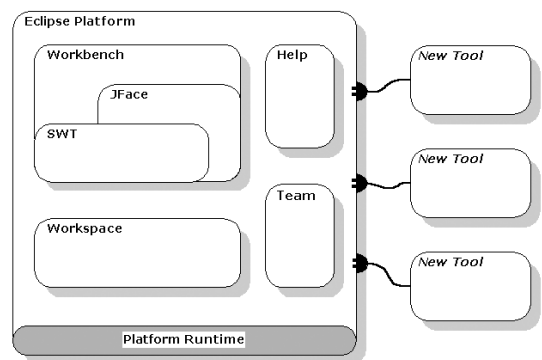 Eclipse Platform
Workbench
JFace
SWT
Workspace
Help
Team
Platform Runtime
New Tool
New Tool
New Tool